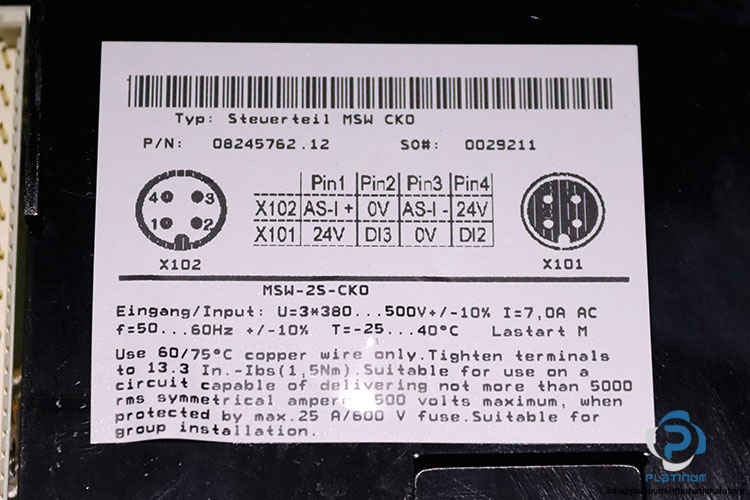 Typ: Steuerteil MSW CKO
P/N: 08245762.12 SO#: 0029211
Pin1 Pin2 Pin3 Pin4
X102 AS-I + 0V AS-I - 24V
X101 24V DI3 0V DI2
4 3
1 2
X102
X101
MSW-2S-CKO
Eingang/Input: U=3*380...500V+/-10% I=7,0A AC
f=50...60Hz +/-10% T=-25...40°C Lastart M
Use 60/75°C copper wire only.Tighten terminals
to 13.3 In.-Ibs(1,5Nm).Suitable for use on a
circuit capable of delivering not more than 5000
rms symmetrical ampere 500 volts maximum, when
protected by max.25 A/600 V fuse.Suitable for
group installation.
PLATINUM